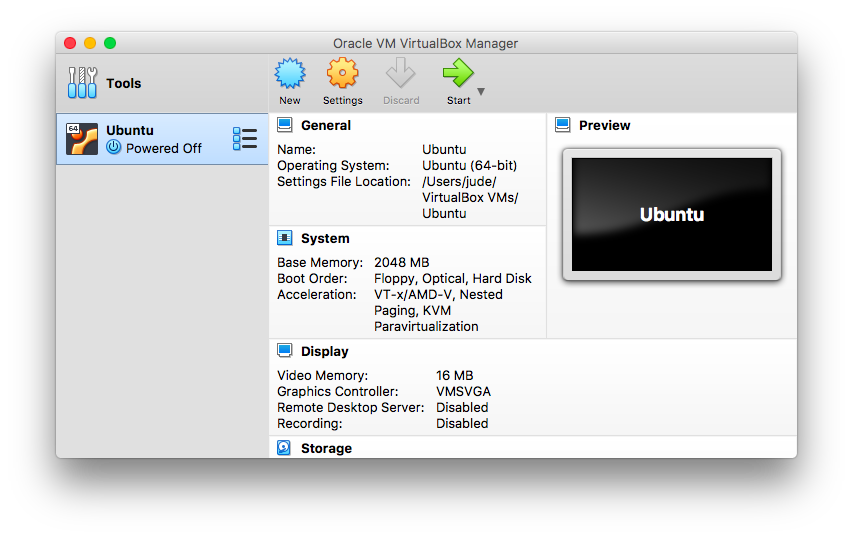 Oracle VM VirtualBox Manager
Tools
New
Settings
Discard
Start
64
Ubuntu
Powered Off
General
Name: Ubuntu
Operating System: Ubuntu (64-bit)
Settings File Location: /Users/jude/
VirtualBox VMs/
Ubuntu
System
Base Memory: 2048 MB
Boot Order: Floppy, Optical, Hard Disk
Acceleration: VT-x/AMD-V, Nested
Paging, KVM
Paravirtualization
Preview
Ubuntu
Display
Video Memory: 16 MB
Graphics Controller: VMSVGA
Remote Desktop Server: Disabled
Recording: Disabled
Storage